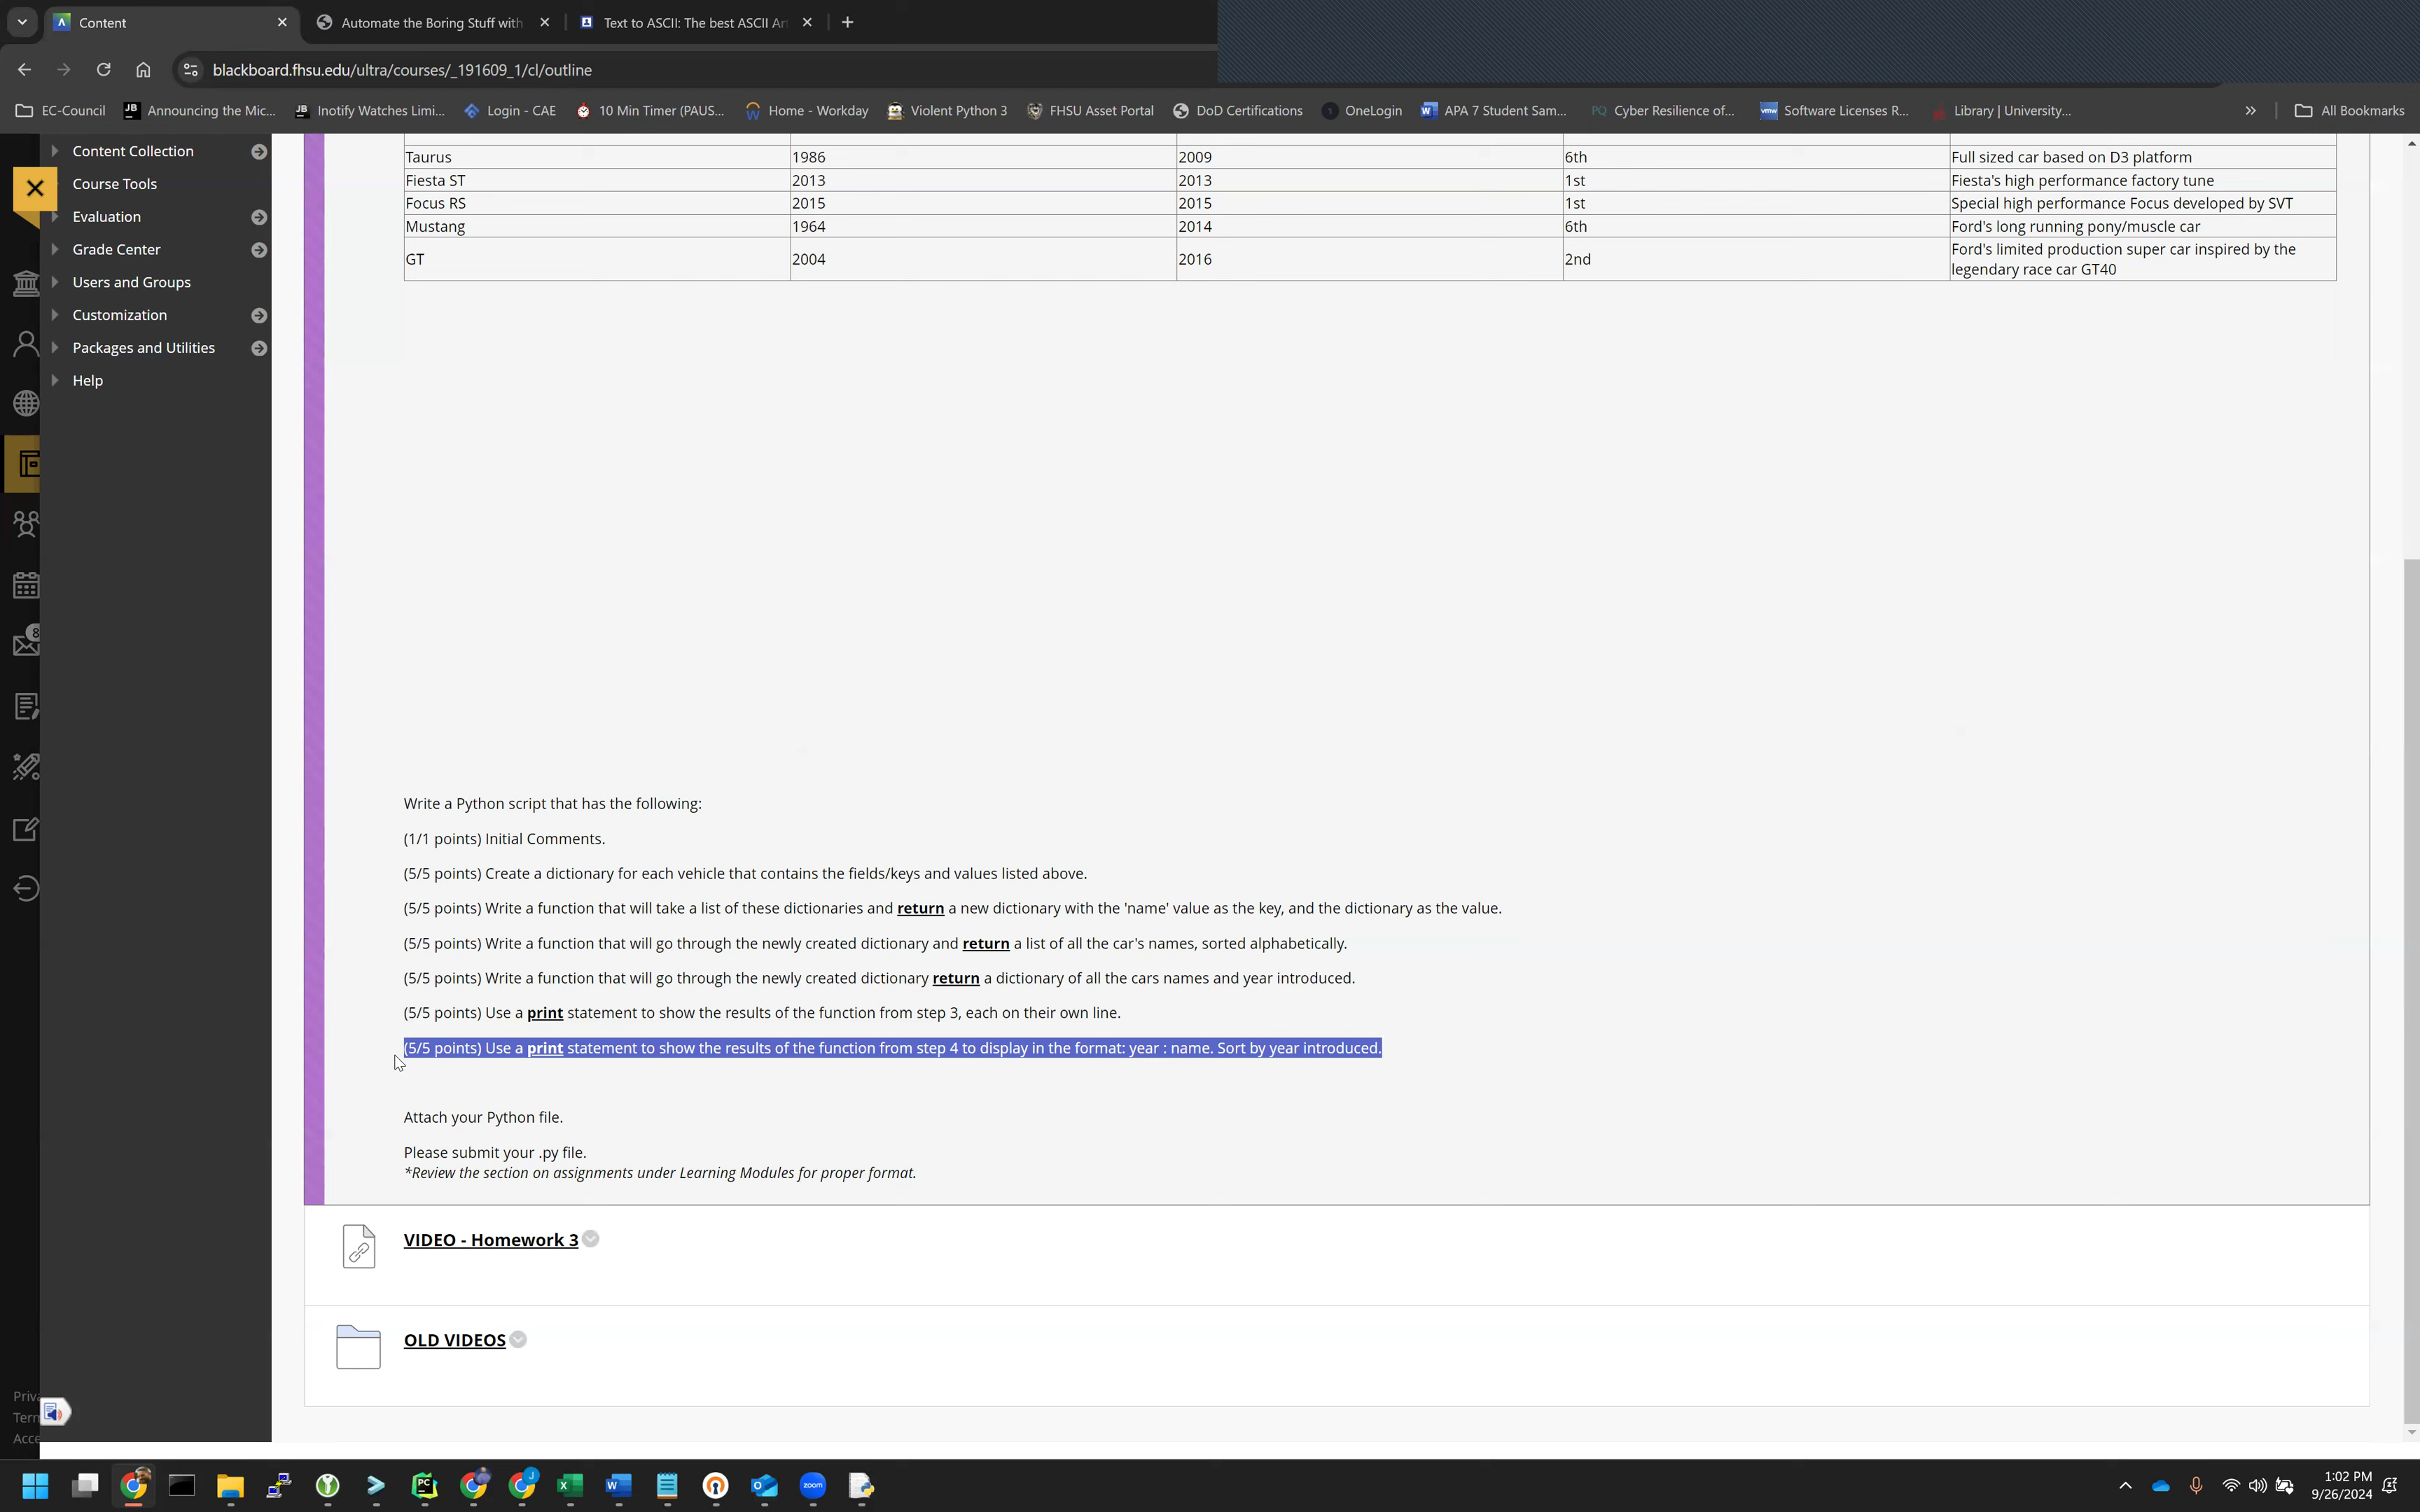 Content
Automate the Boring Stuff with
Text to ASCII: The best ASCII Ar
blackboard.fhsu.edu/ultra/courses/_191609_1/cl/outline
EC-Council
Announcing the Mic...
Inotify Watches Limi...
Login - CAE
10 Min Timer (PAUS...
Home - Workday
Violent Python 3
FHSU Asset Portal
DoD Certifications
OneLogin
APA 7 Student Sam...
Cyber Resilience of...
Software Licenses R...
Library | University...
All Bookmarks
Content Collection
Course Tools
Evaluation
Grade Center
Users and Groups
Customization
Packages and Utilities
Help
8
Priva
Term
Acce
Taurus 1986 2009 6th Full sized car based on D3 platform
Fiesta ST 2013 2013 1st Fiesta's high performance factory tune
Focus RS 2015 2015 1st Special high performance Focus developed by SVT
Mustang 1964 2014 6th Ford's long running pony/muscle car
GT 2004 2016 2nd Ford's limited production super car inspired by the
legendary race car GT40
Write a Python script that has the following:
(1/1 points) Initial Comments.
(5/5 points) Create a dictionary for each vehicle that contains the fields/keys and values listed above.
(5/5 points) Write a function that will take a list of these dictionaries and return a new dictionary with the 'name' value as the key, and the dictionary as the value.
(5/5 points) Write a function that will go through the newly created dictionary and return a list of all the car's names, sorted alphabetically.
(5/5 points) Write a function that will go through the newly created dictionary return a dictionary of all the cars names and year introduced.
(5/5 points) Use a print statement to show the results of the function from step 3, each on their own line.
(5/5 points) Use a print statement to show the results of the function from step 4 to display in the format: year : name. Sort by year introduced.
Attach your Python file.
Please submit your .py file.
*Review the section on assignments under Learning Modules for proper format.
VIDEO - Homework 3
OLD VIDEOS
1:02 PM
9/26/2024